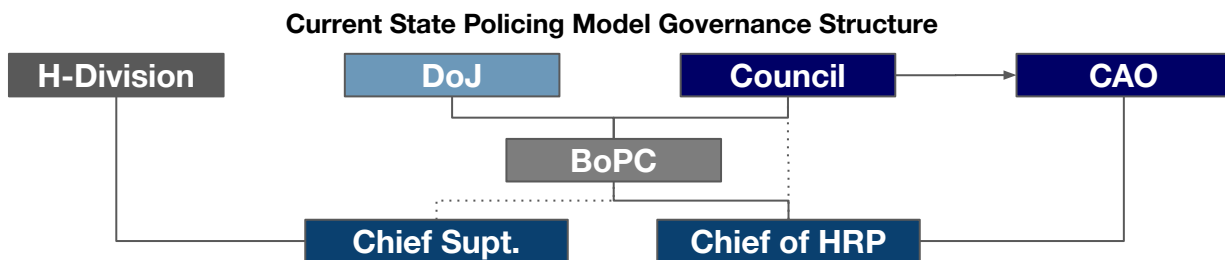 Current State Policing Model Governance Structure
H-Division
DoJ
Council
CAO
BoPC
Chief Supt.
Chief of HRP